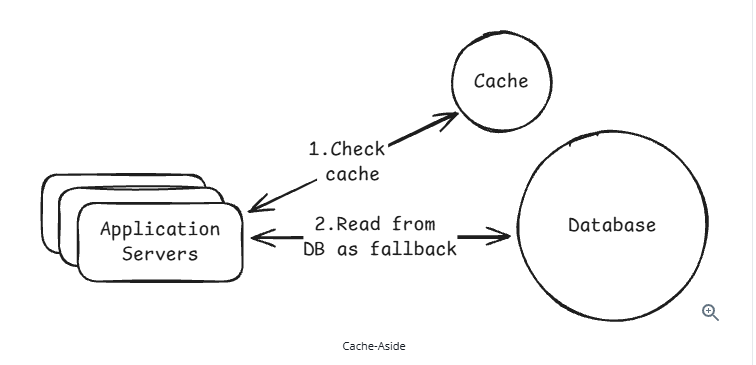 Cache
1.Check
cache
Application
Servers
2.Read from
DB as fallback
Database
Cache-Aside